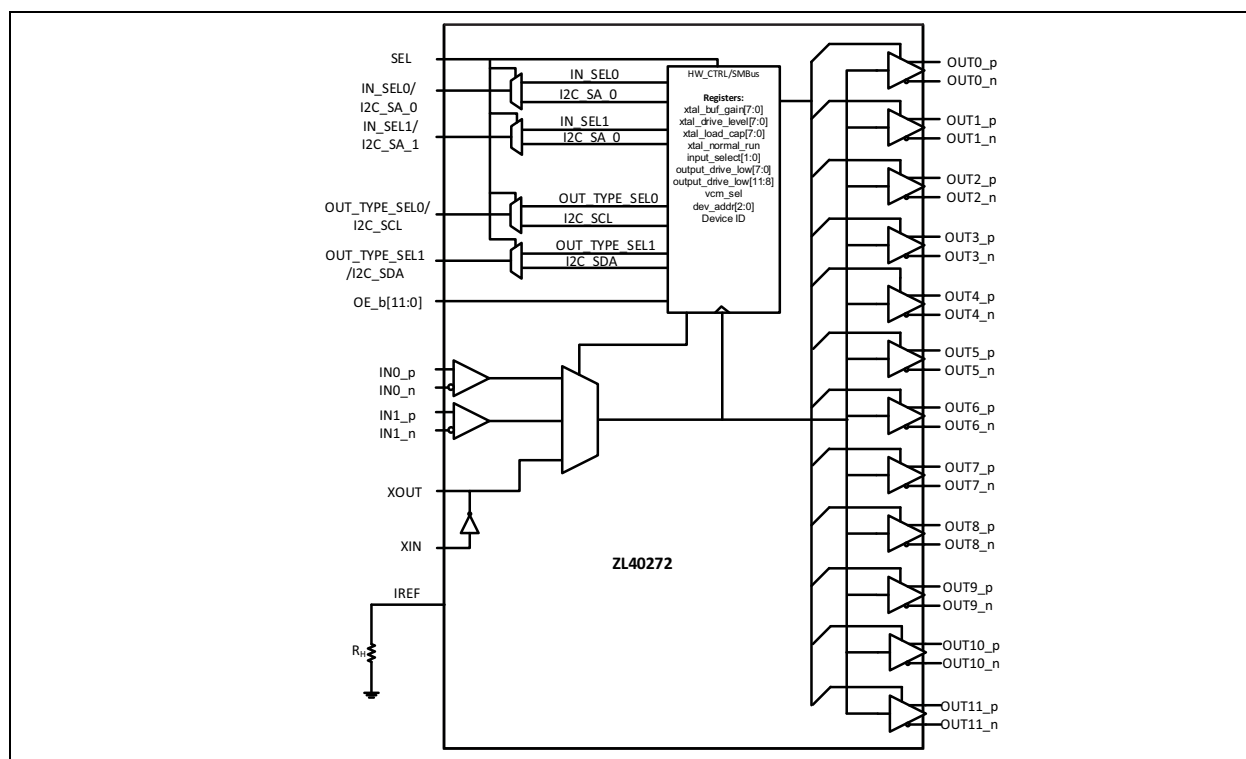 SEL
IN_SEL0/
I2C_SA_0
IN_SEL1/
I2C_SA_1
OUT_TYPE_SEL0/
I2C_SCL
OUT_TYPE_SEL1
/I2C_SDA
OE_b[11:0]
IN0_p
IN0_n
IN1_p
IN1_n
XOUT
XIN
IREF
RH
IN_SEL0
I2C_SA_0
IN_SEL1
I2C_SA_0
OUT_TYPE_SEL0
I2C_SCL
OUT_TYPE_SEL1
I2C_SDA
HW_CTRL/SMBus
Registers:
xtal_buf_gain[7:0]
xtal_drive_level[7:0]
xtal_load_cap[7:0]
xtal_normal_run
input_select[1:0]
output_drive_low[7:0]
output_drive_low[11:8]
vcm_sel
dev_addr[2:0]
Device ID
ZL40272
OUT0_p
OUT0_n
OUT1_p
OUT1_n
OUT2_p
OUT2_n
OUT3_p
OUT3_n
OUT4_p
OUT4_n
OUT5_p
OUT5_n
OUT6_p
OUT6_n
OUT7_p
OUT7_n
OUT8_p
OUT8_n
OUT9_p
OUT9_n
OUT10_p
OUT10_n
OUT11_p
OUT11_n